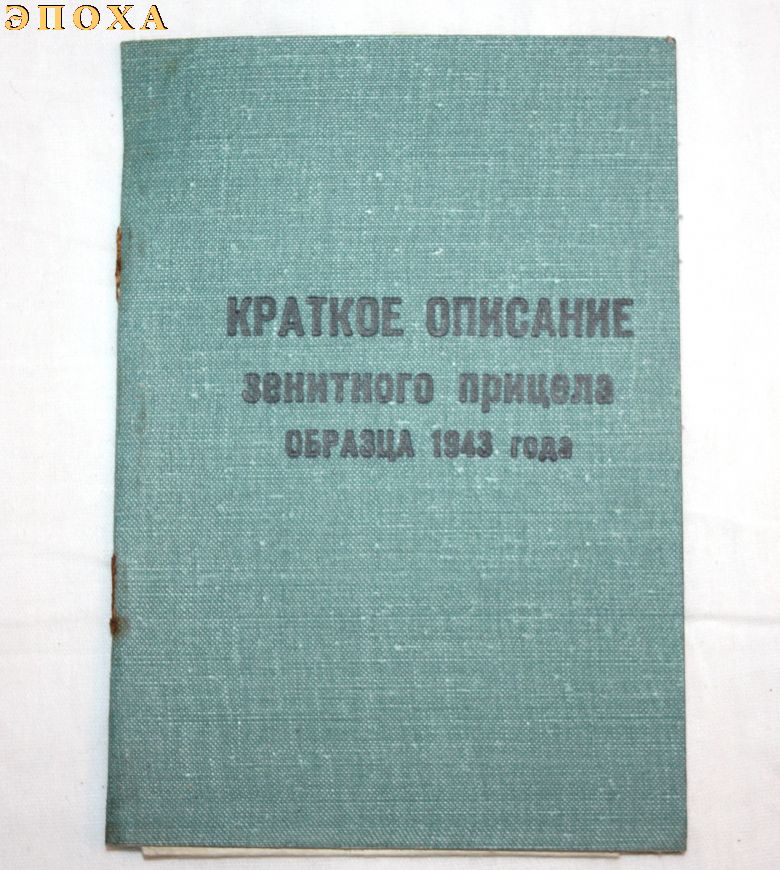 ЭПОХА
КРАТКОЕ ОПИСАНИЕ
зенитного прицела
ОБРАЗЦА 1943 года